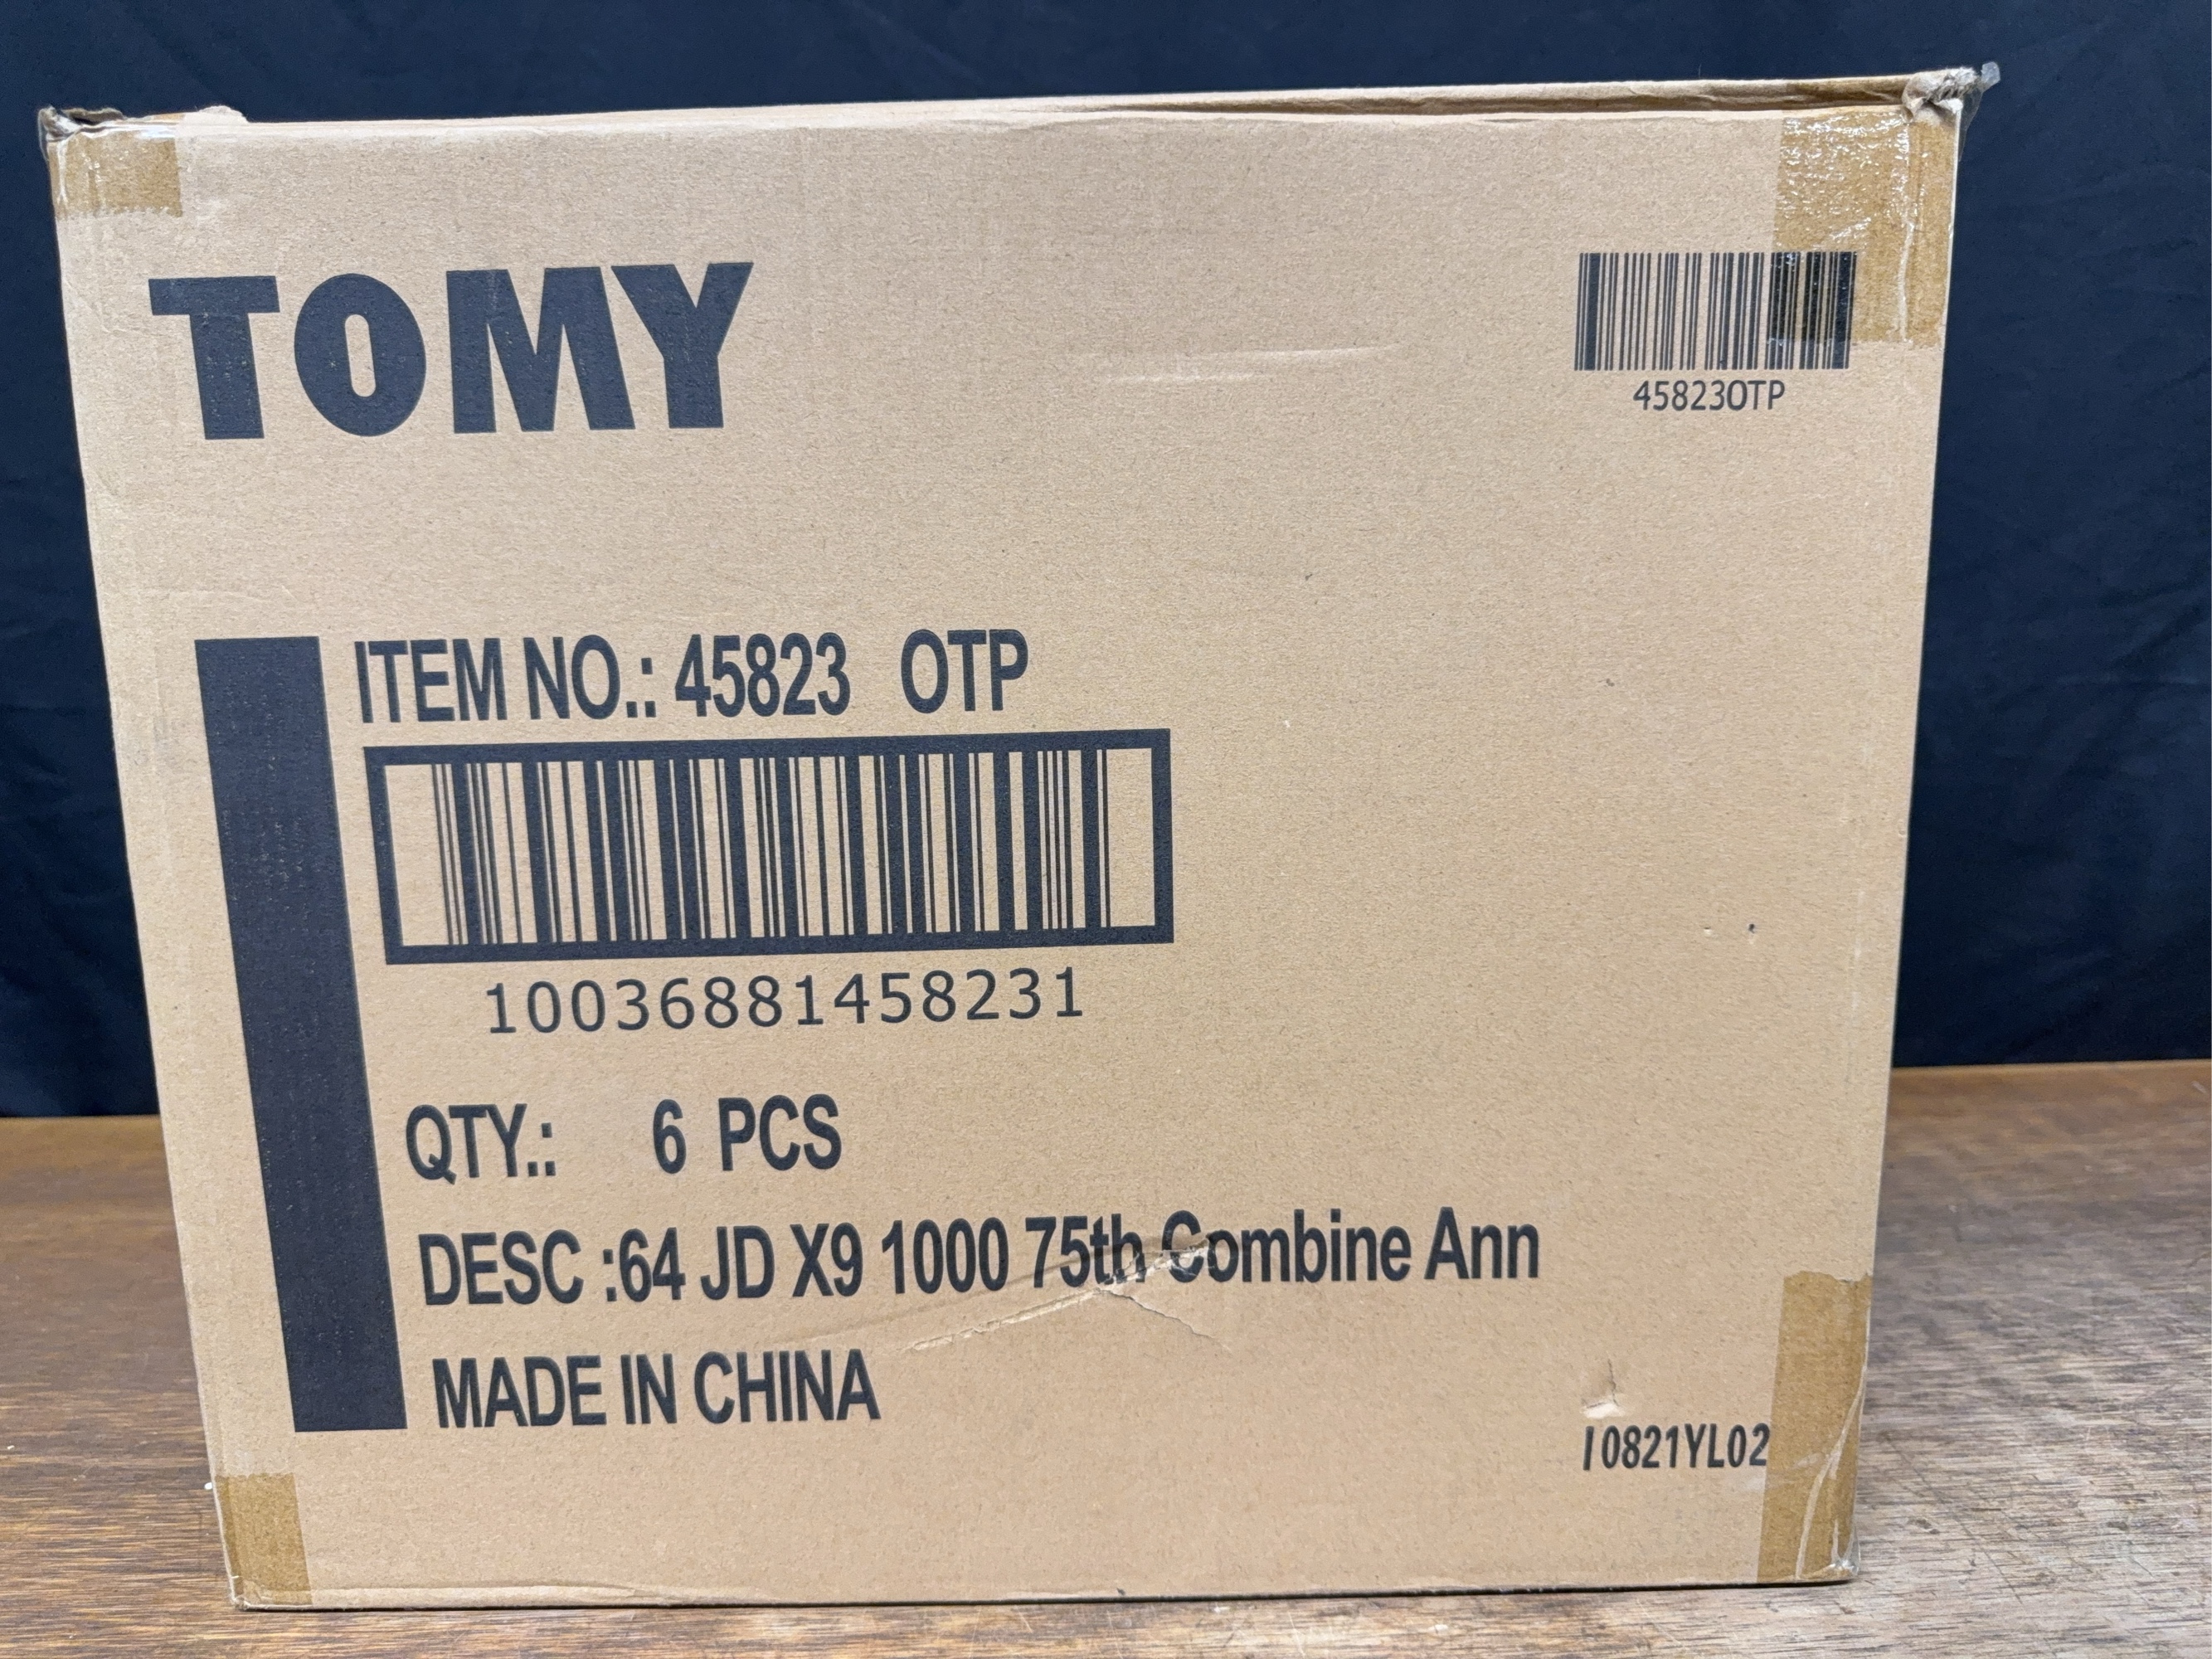 TOMY
45823OTP
ITEM NO.: 45823 OTP
10036881458231
QTY.: 6 PCS
DESC :64 JD X9 1000 75th Combine Ann
MADE IN CHINA
I0821YL02